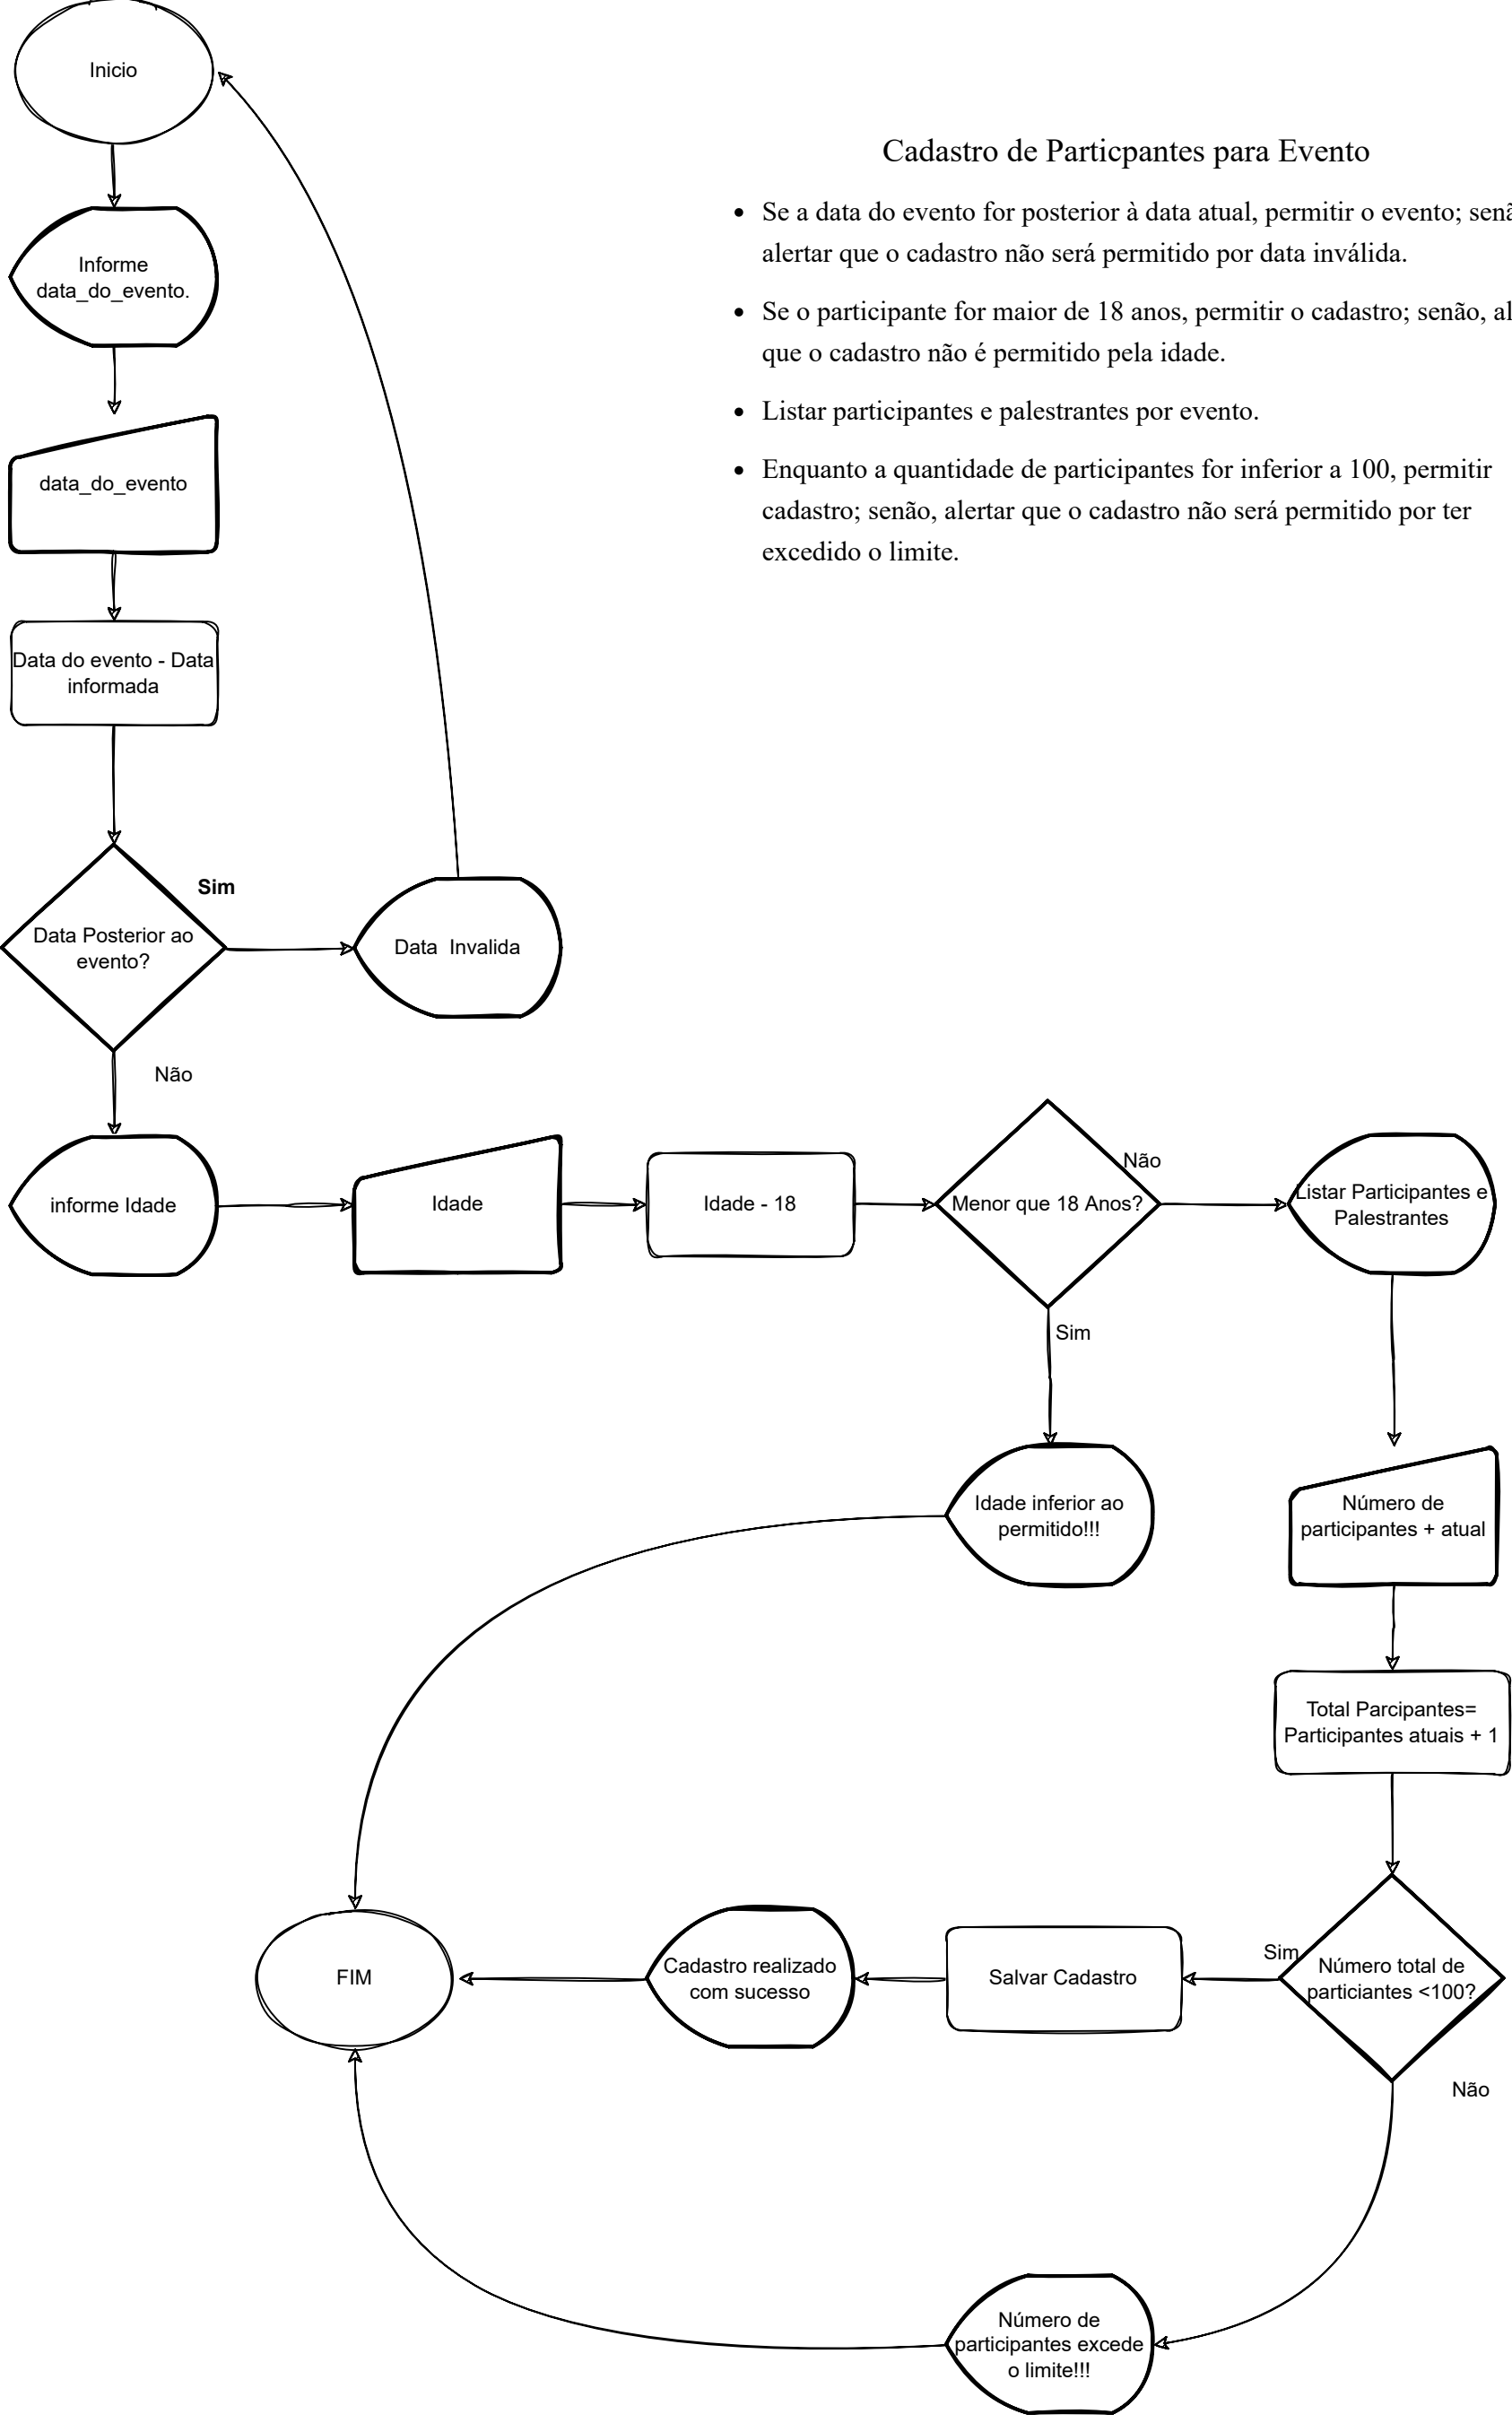 Inicio
Cadastro de Particpantes para Evento
Se a data do evento for posterior à data atual, permitir o evento;
alertar que o cadastro não será permitido por data inválida.
Se o participante for maior de 18 anos, permitir o cadastro; senão,
que o cadastro não é permitido pela idade.
Listar participantes e palestrantes por evento.
Enquanto a quantidade de participantes for inferior a 100, permitir
cadastro; senão, alertar que o cadastro não será permitido por ter
excedido o limite.
Informe
data_do_evento.
data_do_evento
Data do evento - Data
informada
Data Posterior ao
evento?
Sim
Data  Invalida
Não
informe Idade
Idade
Idade - 18
Menor que 18 Anos?
Não
Listar Participantes e
Palestrantes
Sim
Idade inferior ao
permitido!!!
Número de
participantes + atual
Total Parcipantes=
Participantes atuais + 1
Número total de
particiantes <100?
Sim
Salvar Cadastro
Cadastro realizado
com sucesso
FIM
Não
Número de
participantes excede
o limite!!!